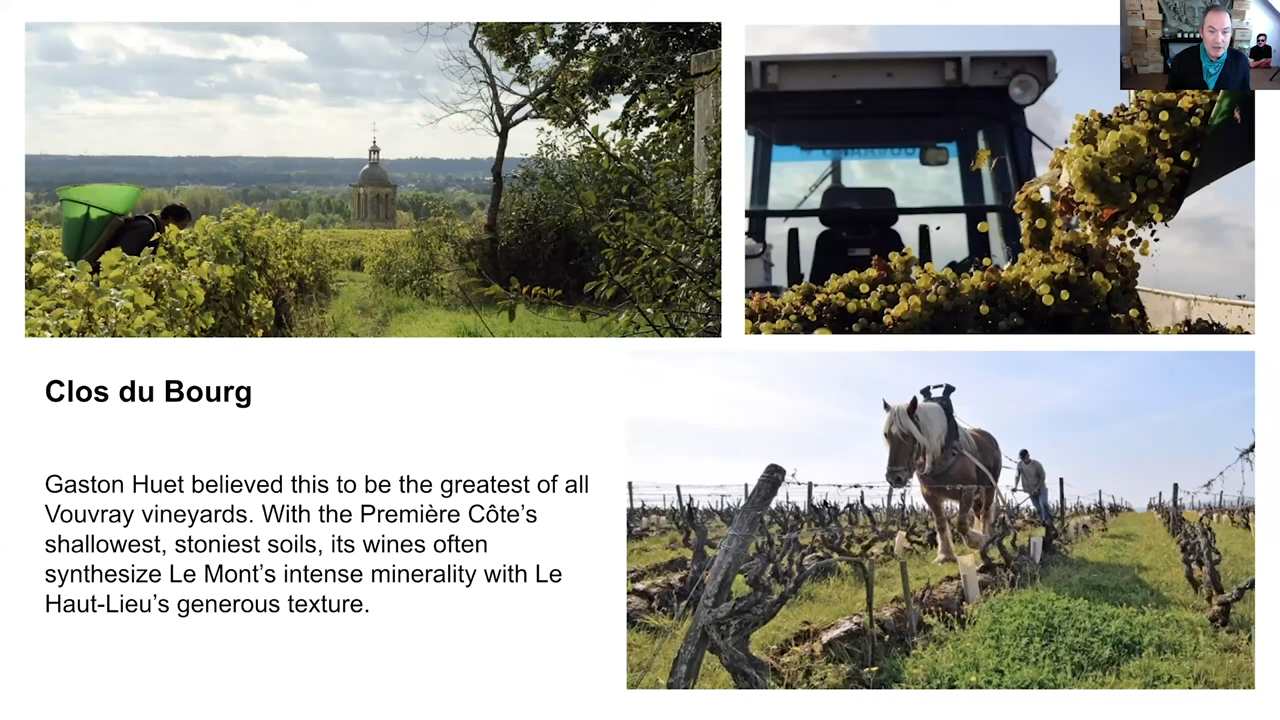 Clos du Bourg
Gaston Huet believed this to be the greatest of all
Vouvray vineyards. With the Première Côte’s
shallowest, stoniest soils, its wines often
synthesize Le Mont’s intense minerality with Le
Haut-Lieu’s generous texture.